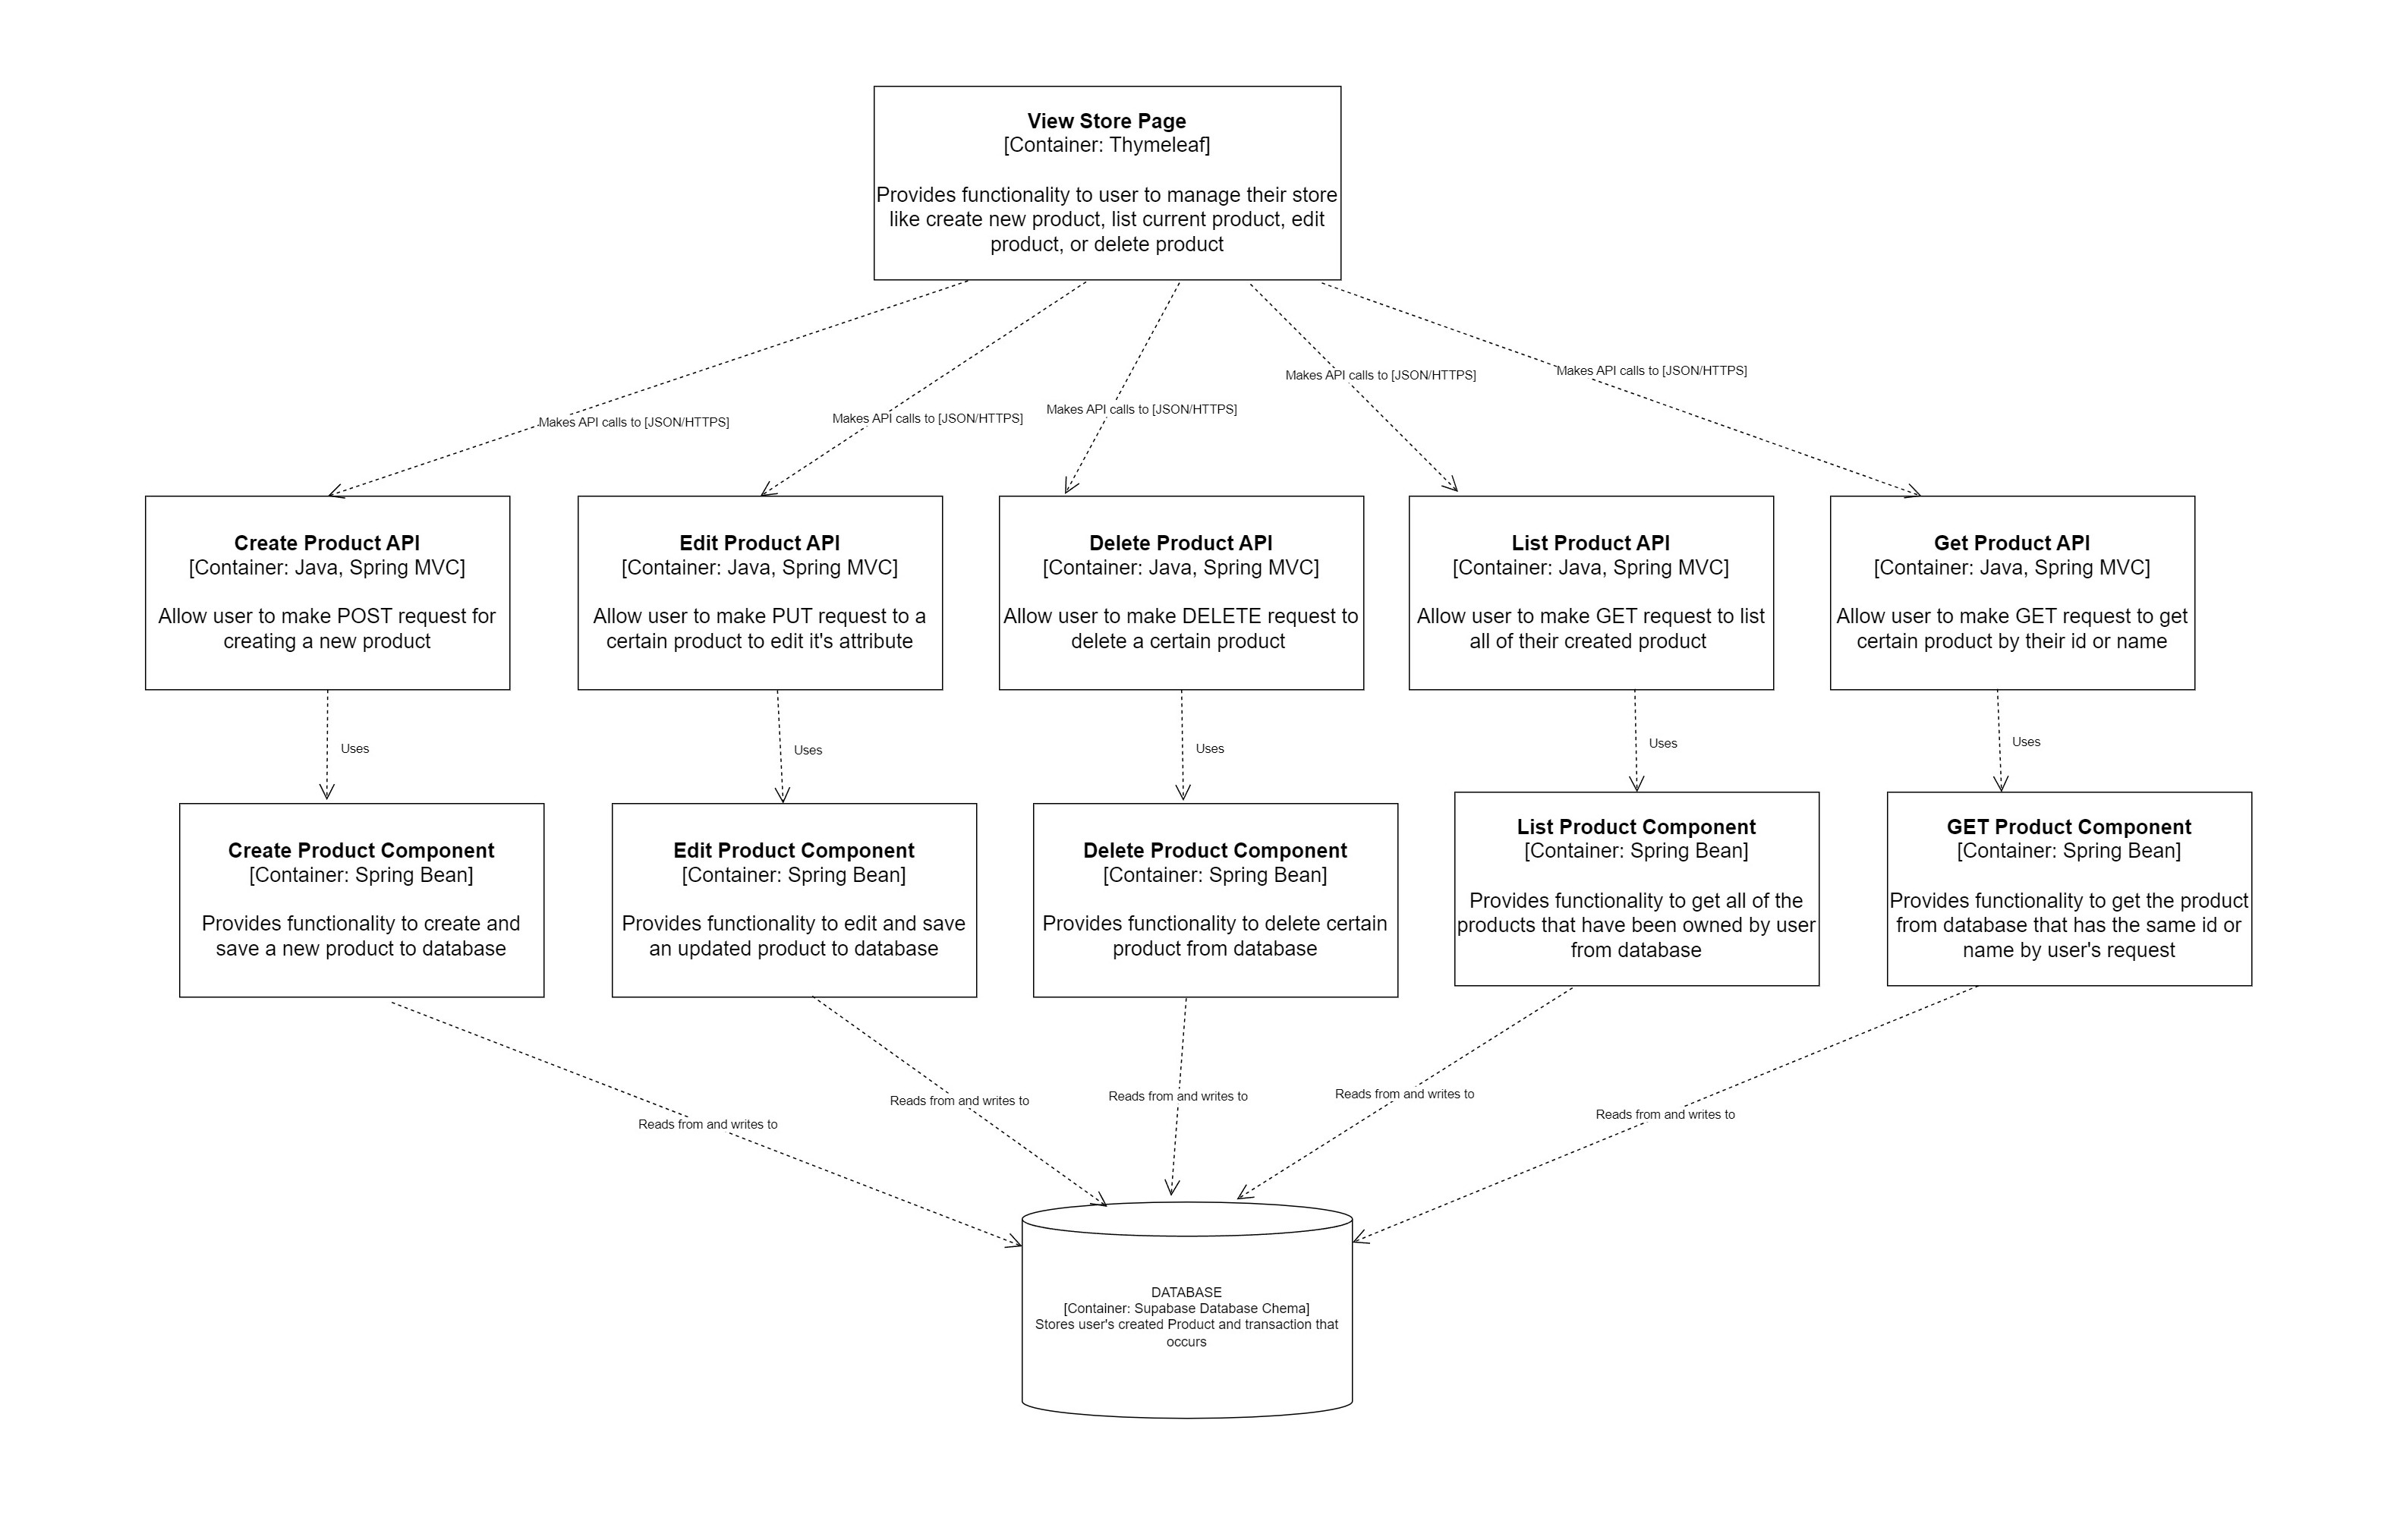 View Store Page
[Container: Thymeleaf]
Provides functionality to user to manage their store
like create new product, list current product, edit
product, or delete product
Makes API calls to [JSON/HTTPS]
Makes API calls to [JSON/HTTPS]
Makes API calls to [JSON/HTTPS]
Makes API calls to [JSON/HTTPS]
Makes API calls to [JSON/HTTPS]
Create Product API
[Container: Java, Spring MVC]
Allow user to make POST request for
creating a new product
Edit Product API
[Container: Java, Spring MVC]
Allow user to make PUT request to a
certain product to edit it's attribute
Delete Product API
[Container: Java, Spring MVC]
Allow user to make DELETE request to
delete a certain product
List Product API
[Container: Java, Spring MVC]
Allow user to make GET request to list
all of their created product
Get Product API
[Container: Java, Spring MVC]
Allow user to make GET request to get
certain product by their id or name
Uses
Uses
Uses
Uses
Uses
Create Product Component
[Container: Spring Bean]
Provides functionality to create and
save a new product to database
Edit Product Component
[Container: Spring Bean]
Provides functionality to edit and save
an updated product to database
Delete Product Component
[Container: Spring Bean]
Provides functionality to delete certain
product from database
List Product Component
[Container: Spring Bean]
Provides functionality to get all of the
products that have been owned by user
from database
GET Product Component
[Container: Spring Bean]
Provides functionality to get the product
from database that has the same id or
name by user's request
Reads from and writes to
Reads from and writes to
Reads from and writes to
Reads from and writes to
Reads from and writes to
DATABASE
[Container: Supabase Database Chema]
Stores user's created Product and transaction that
occurs